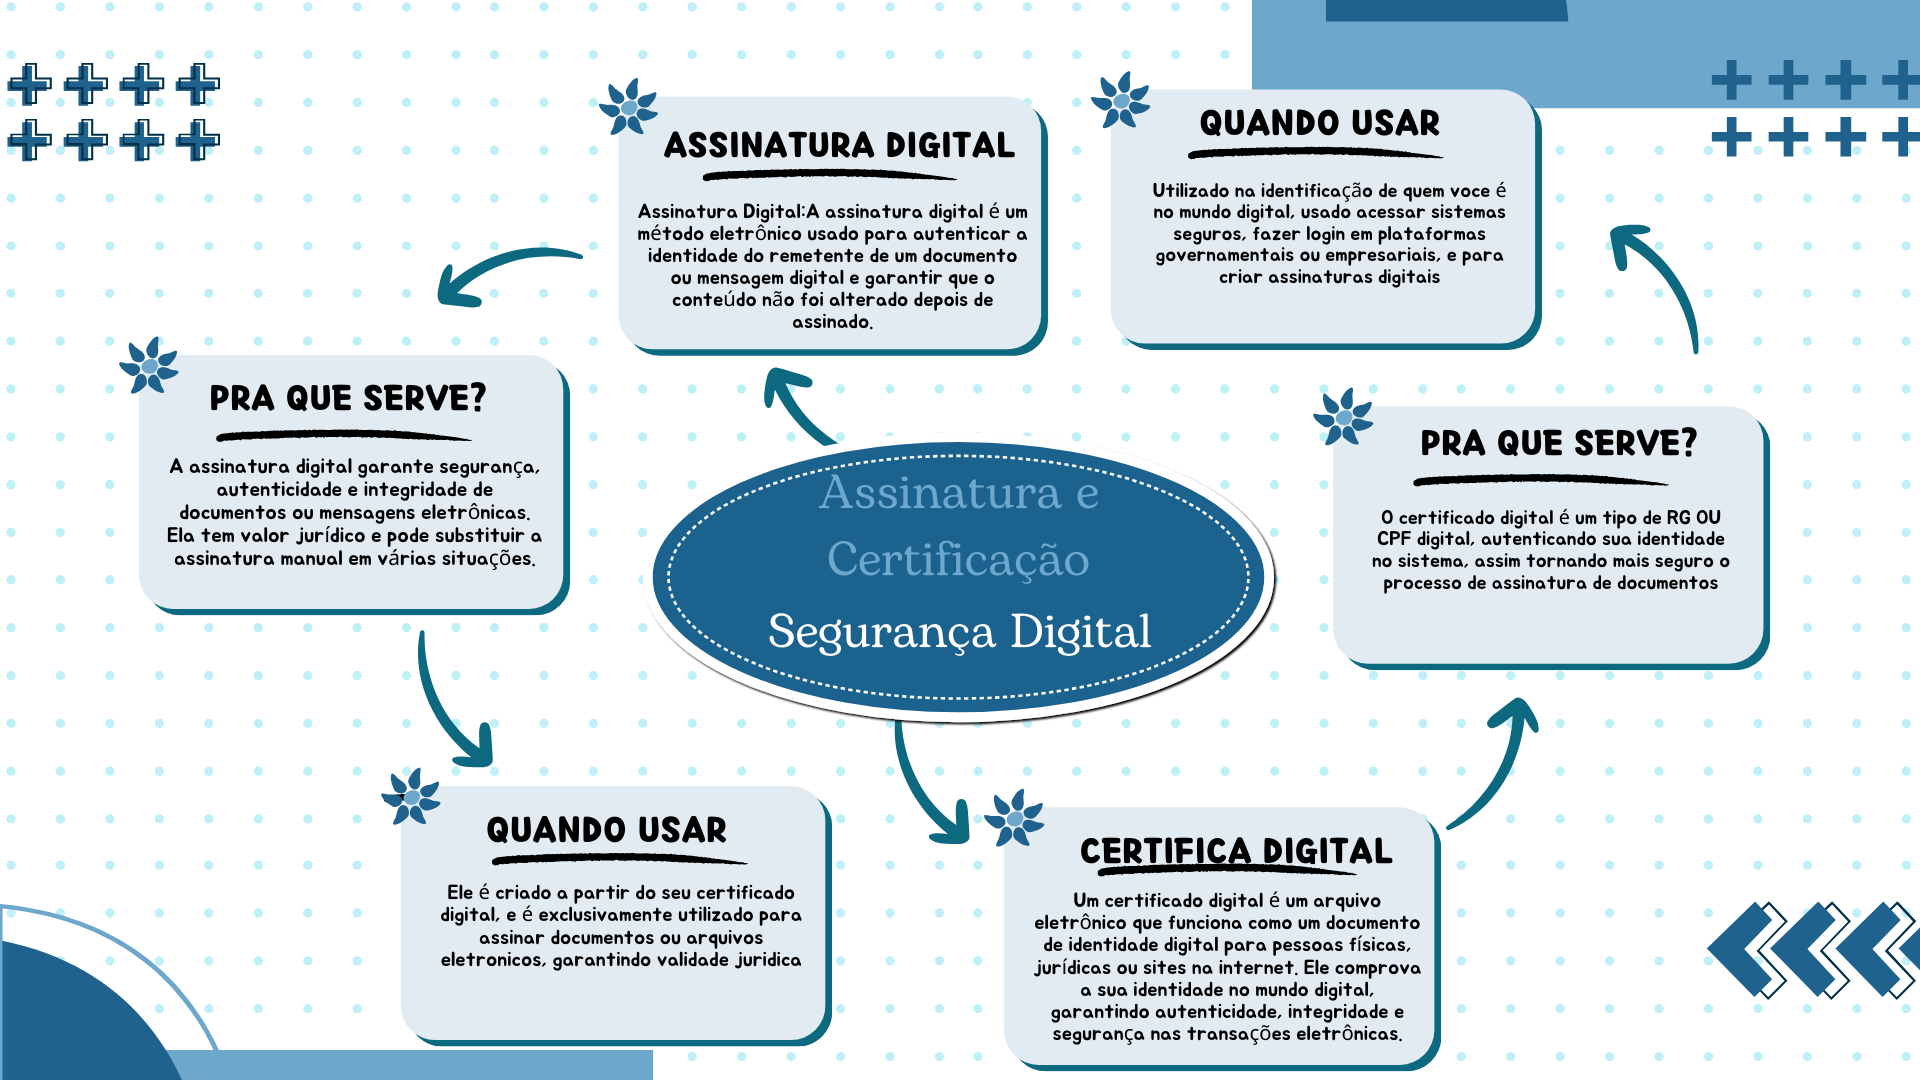 ASSINATURA DIGITAL
Assinatura Digital:A assinatura digital é um
método eletrônico usado para autenticar a
identidade do remetente de um documento
ou mensagem digital e garantir que o
conteúdo não foi alterado depois de
assinado.
QUANDO USAR
Utilizado na identificação de quem voce é
no mundo digital, usado acessar sistemas
seguros, fazer login em plataformas
governamentais ou empresariais, e para
criar assinaturas digitais
PRA QUE SERVE?
A assinatura digital garante segurança,
autenticidade e integridade de
documentos ou mensagens eletrônicas.
Ela tem valor jurídico e pode substituir a
assinatura manual em várias situações.
Assinatura e
Certificação
Segurança Digital
PRA QUE SERVE?
O certificado digital é um tipo de RG OU
CPF digital, autenticando sua identidade
no sistema, assim tornando mais seguro o
processo de assinatura de documentos
QUANDO USAR
Ele é criado a partir do seu certificado
digital, e é exclusivamente utilizado para
assinar documentos ou arquivos
eletronicos, garantindo validade juridica
CERTIFICA DIGITAL
Um certificado digital é um arquivo
eletrônico que funciona como um documento
de identidade digital para pessoas físicas,
jurídicas ou sites na internet. Ele comprova
a sua identidade no mundo digital,
garantindo autenticidade, integridade e
segurança nas transações eletrônicas.